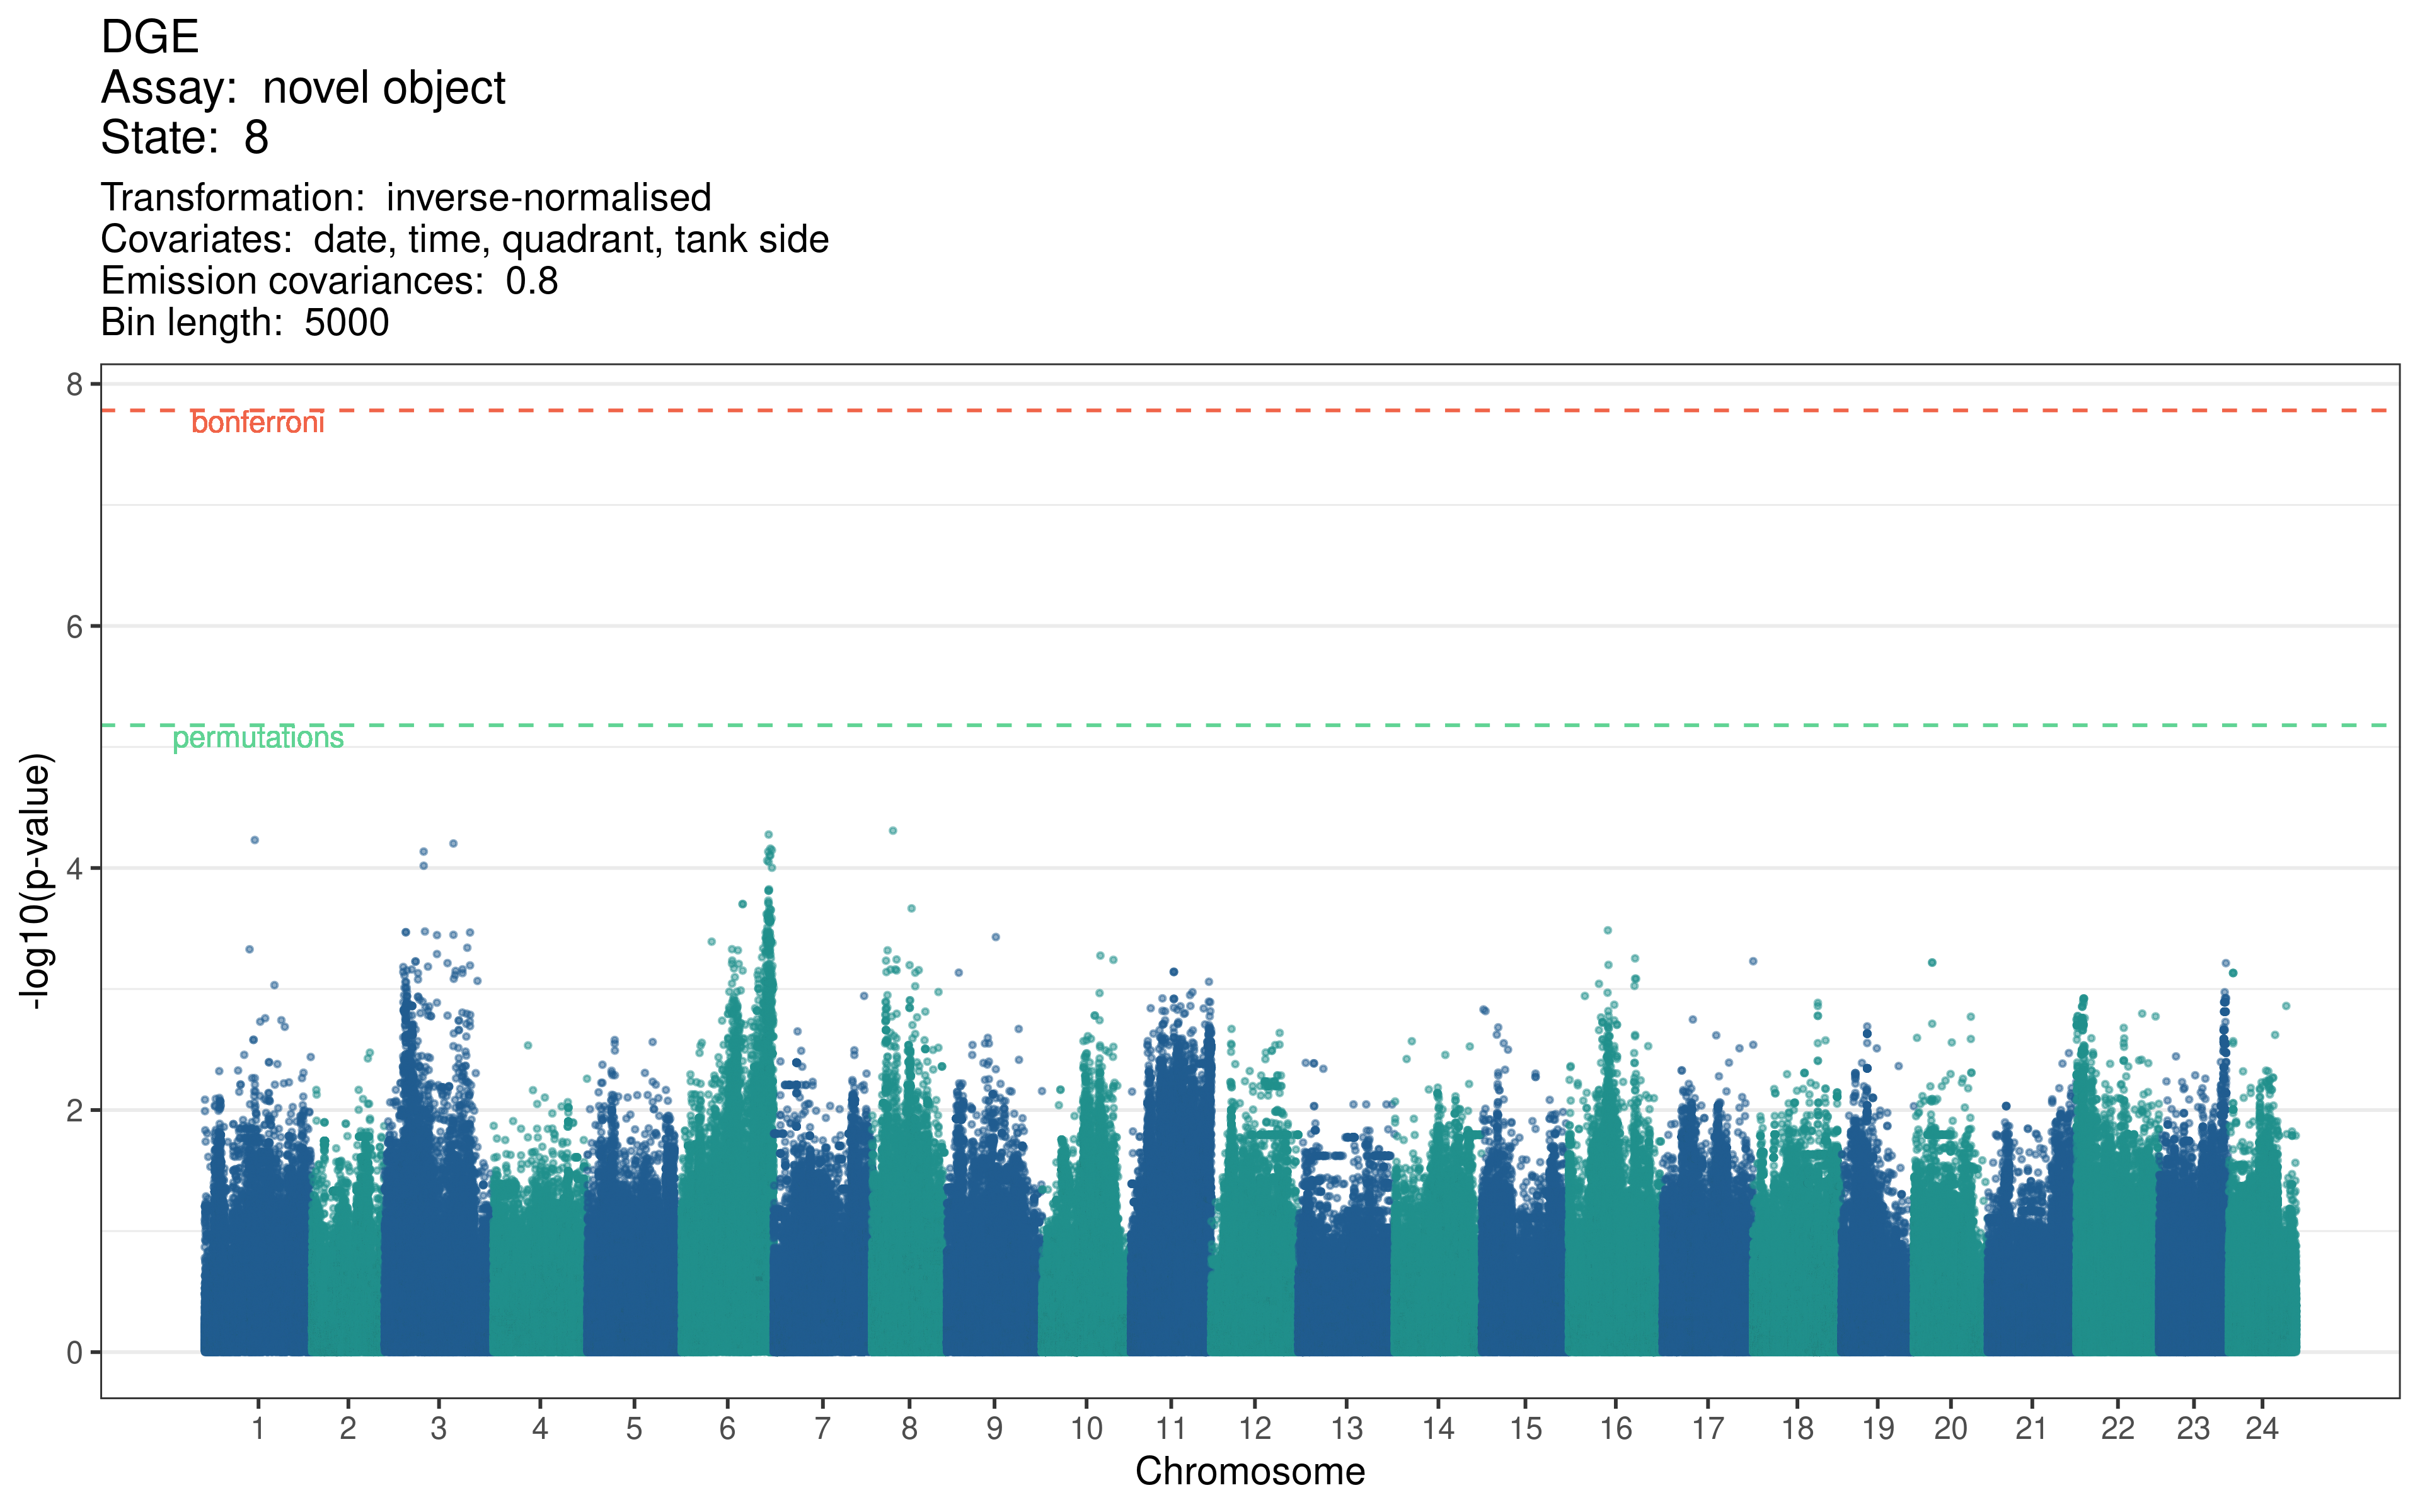 DGE
Assay:  novel object
State:  8
Transformation:  inverse-normalised
Covariates:  date, time, quadrant, tank side
Emission covariances:  0.8
Bin length:  5000
8
bonferroni
6
permutations
-log10(p-value)
4
2
0
1 2 3 4 5 6 7 8 9 10 11 12 13 14 15 16 17 18 19 20 21 22 23 24
Chromosome